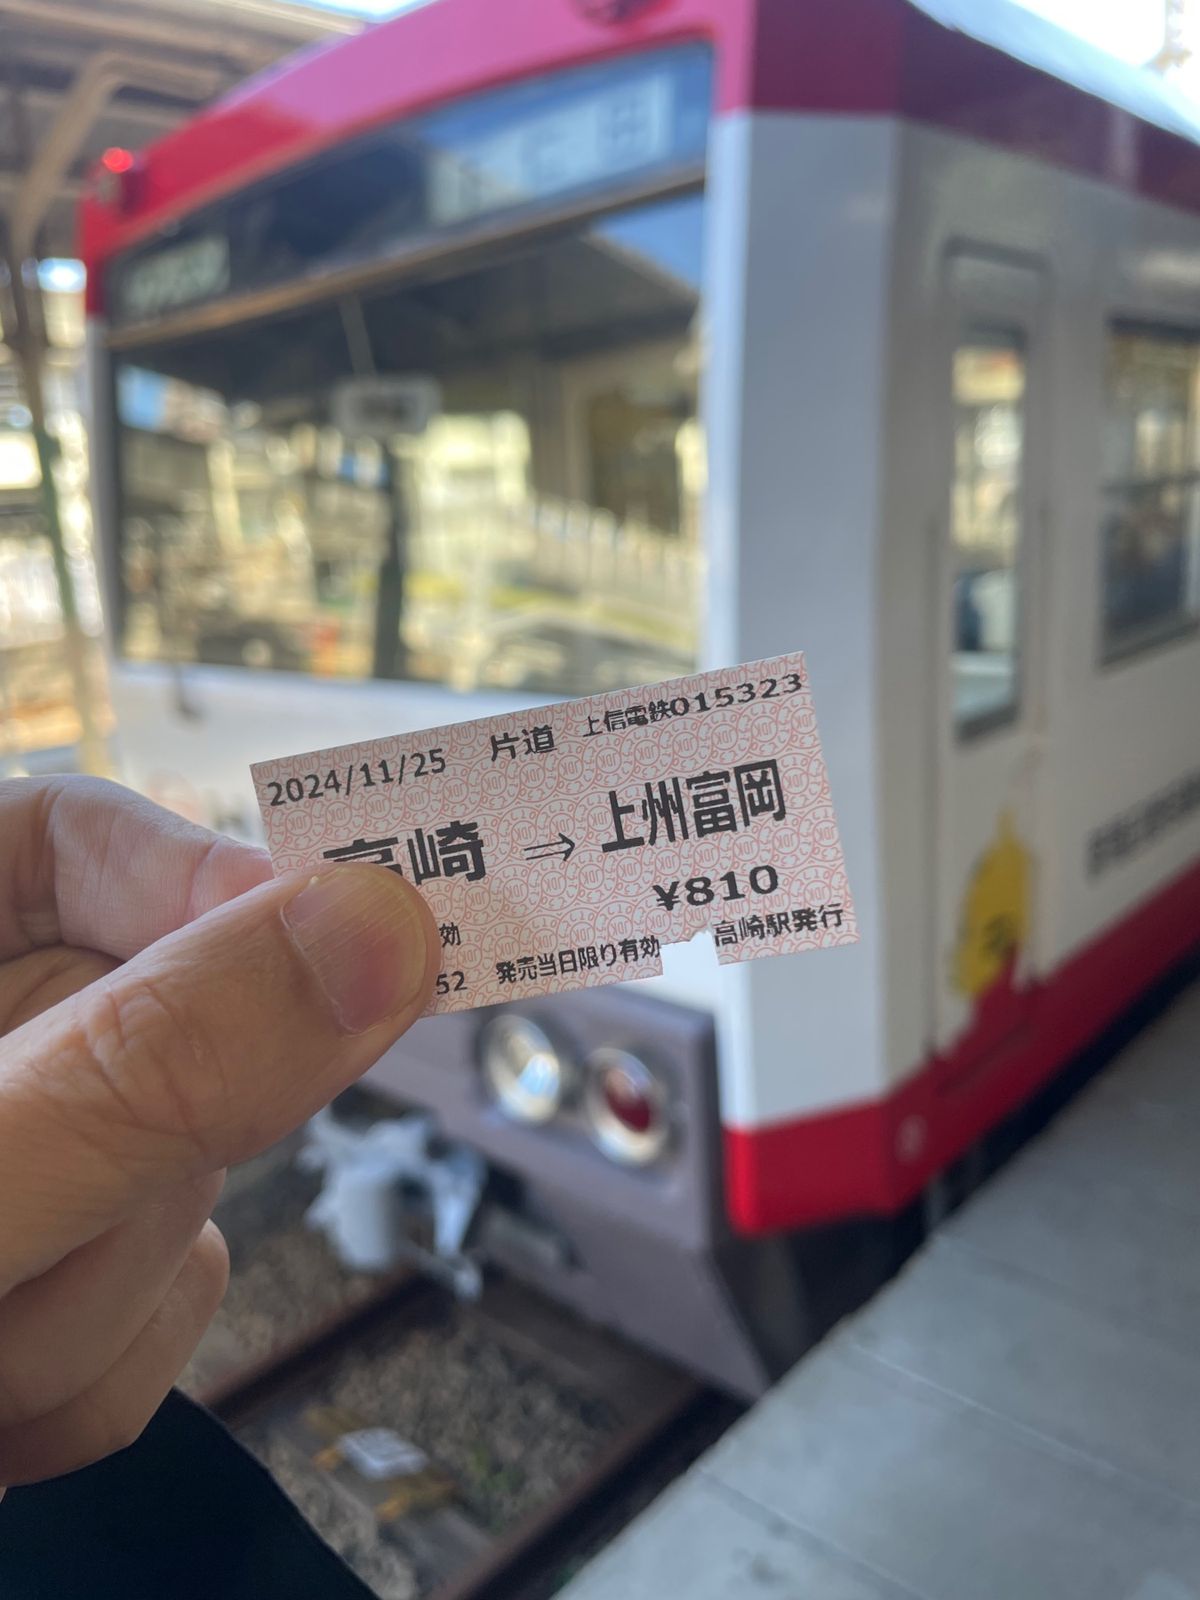 2024/11/25 片道 上信電鉄015323
高崎 ⇒ 上州富岡
¥810
効
52 発売当日限り有効 高崎駅発行